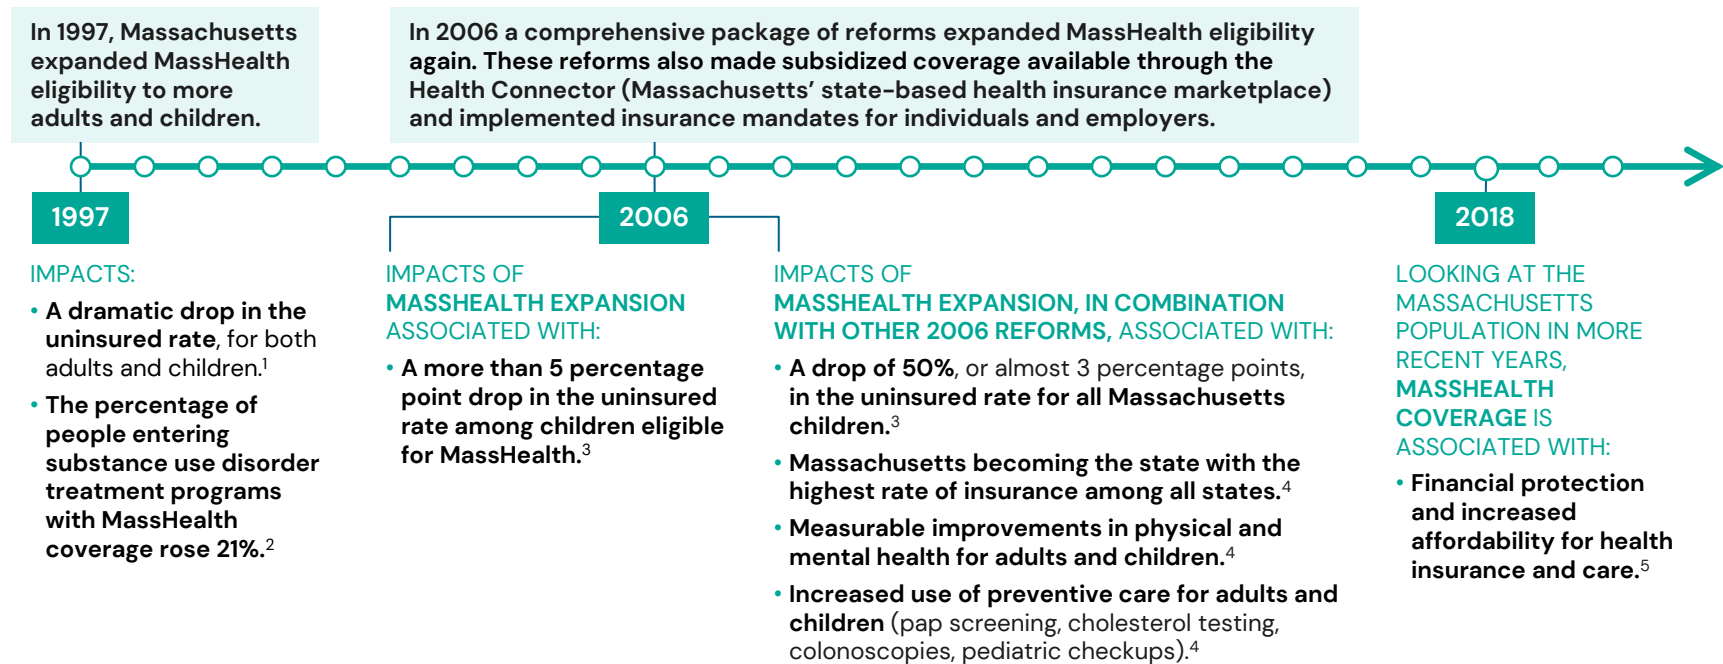 In 1997, Massachusetts
expanded MassHealth
eligibility to more
adults and children.
In 2006 a comprehensive package of reforms expanded MassHealth eligibility
again. These reforms also made subsidized coverage available through the
Health Connector (Massachusetts’ state-based health insurance marketplace)
and implemented insurance mandates for individuals and employers.
1997
2006
2018
IMPACTS:
• A dramatic drop in the
uninsured rate, for both
adults and children.1
• The percentage of
people entering
substance use disorder
treatment programs
with MassHealth
coverage rose 21%.2
IMPACTS OF
MASSHEALTH EXPANSION
ASSOCIATED WITH:
• A more than 5 percentage
point drop in the uninsured
rate among children eligible
for MassHealth.3
IMPACTS OF
MASSHEALTH EXPANSION, IN COMBINATION
WITH OTHER 2006 REFORMS, ASSOCIATED WITH:
• A drop of 50%, or almost 3 percentage points,
in the uninsured rate for all Massachusetts
children.3
• Massachusetts becoming the state with the
highest rate of insurance among all states.4
• Measurable improvements in physical and
mental health for adults and children.4
• Increased use of preventive care for adults and
children (pap screening, cholesterol testing,
colonoscopies, pediatric checkups).4
LOOKING AT THE
MASSACHUSETTS
POPULATION IN MORE
RECENT YEARS,
MASSHEALTH
COVERAGE IS
ASSOCIATED WITH:
• Financial protection
and increased
affordability for health
insurance and care.5